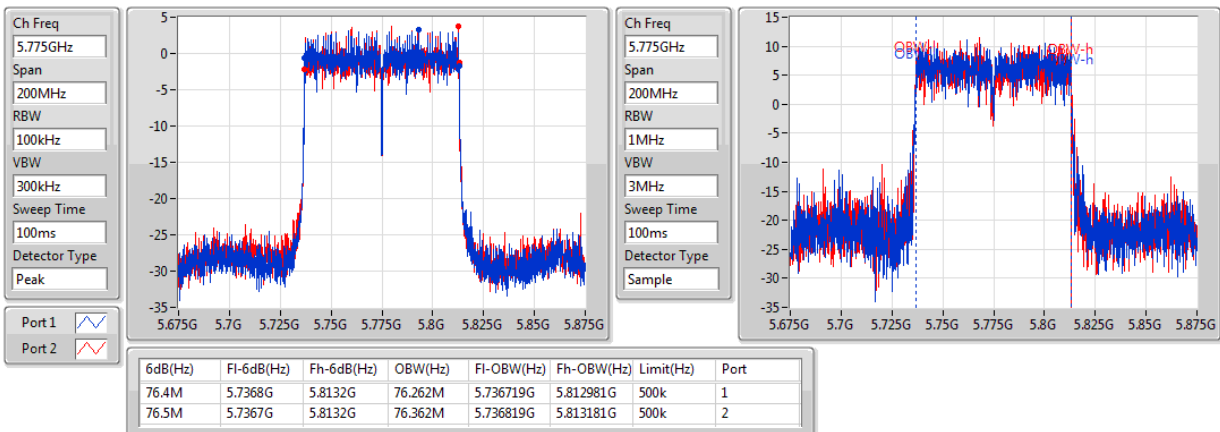 Ch Freq
5.775GHz
Span
200MHz
RBW
100kHz
VBW
300kHz
Sweep Time
100ms
Detector Type
Peak
Port 1
Port 2
5
0
-5
-10
-15
-20
-25
-30
-35
5.675G 5.7G 5.725G 5.75G 5.775G 5.8G 5.825G 5.85G 5.875G
Ch Freq
5.775GHz
Span
200MHz
RBW
1MHz
VBW
3MHz
Sweep Time
100ms
Detector Type
Sample
15
10
5
0
-5
-10
-15
-20
-25
-30
-35
5.675G 5.7G 5.725G 5.75G 5.775G 5.8G 5.825G 5.85G 5.875G
6dB(Hz) Fl-6dB(Hz) Fh-6dB(Hz) OBW(Hz) Fl-OBW(Hz) Fh-OBW(Hz) Limit(Hz) Port
76.4M 5.7368G 5.8132G 76.262M 5.736719G 5.812981G 500k 1
76.5M 5.7367G 5.8132G 76.362M 5.736819G 5.813181G 500k 2